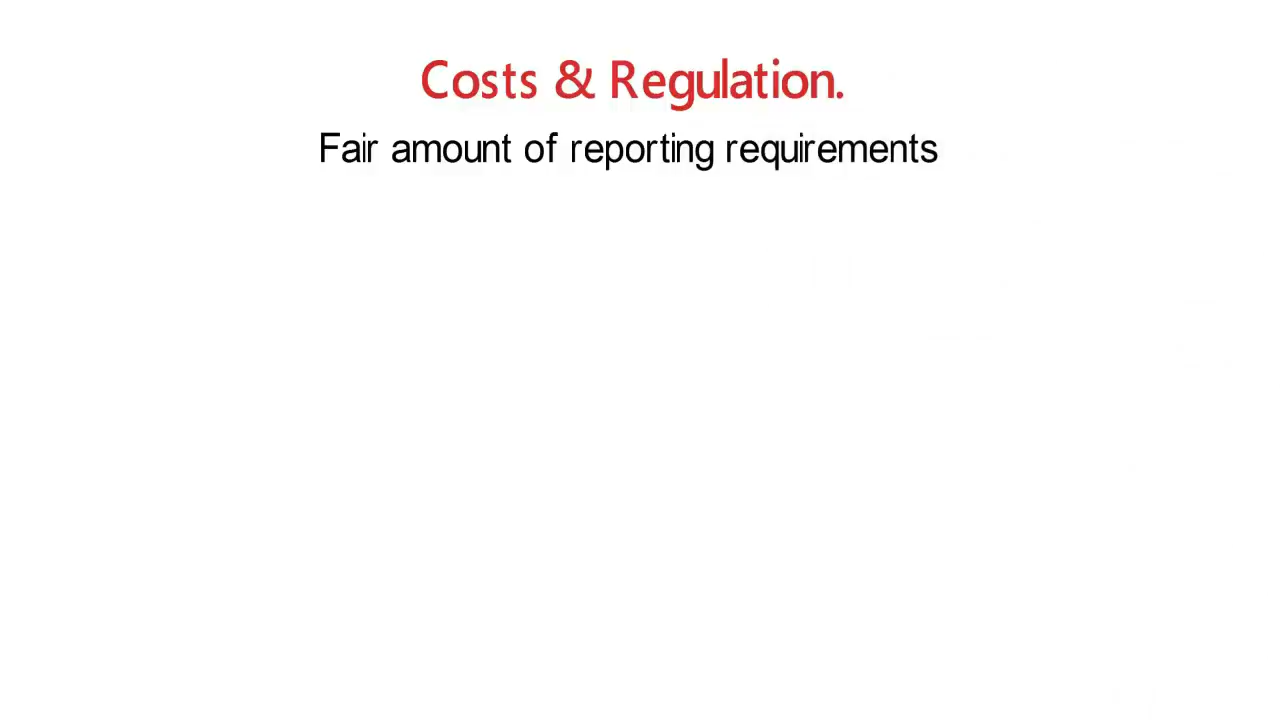 Costs & Regulation.
Fair amount of reporting requirements